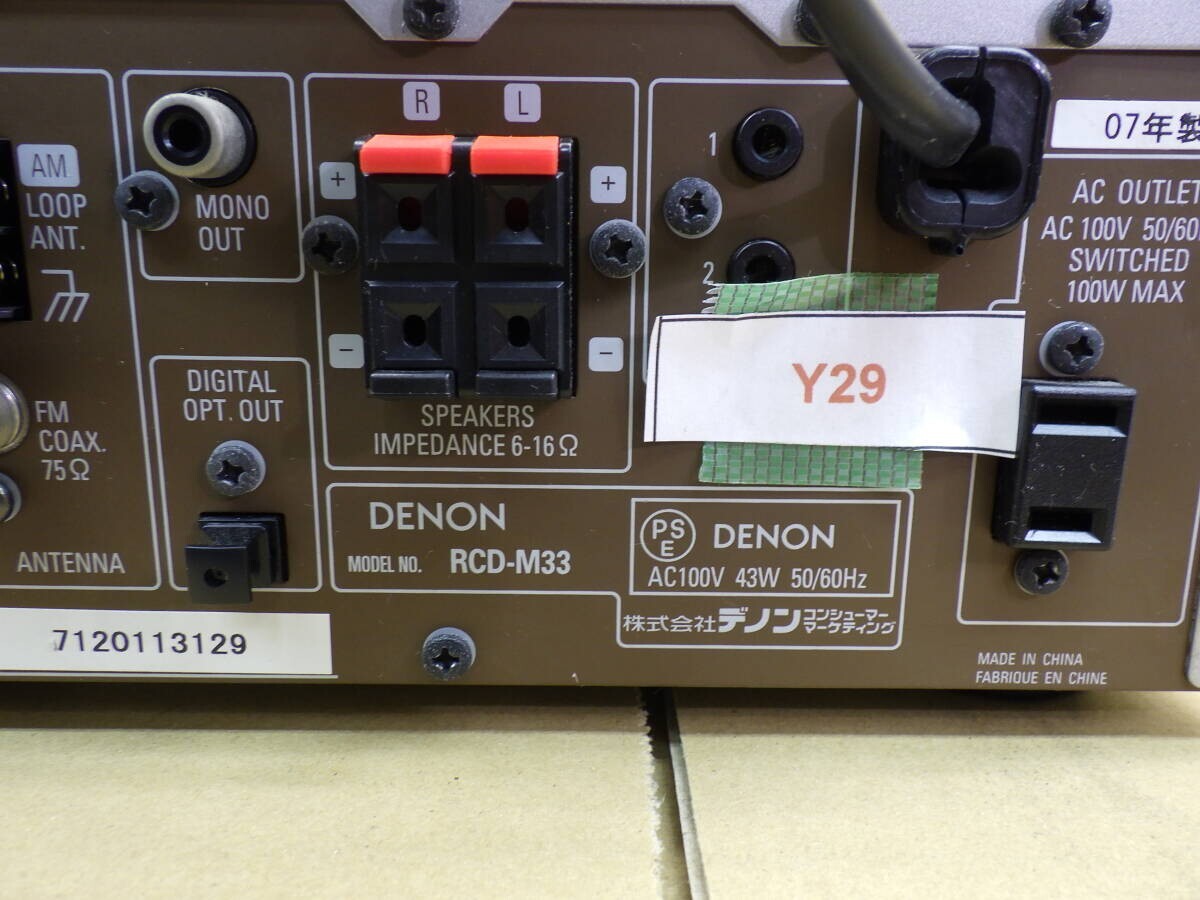 AM
LOOP
ANT.
FM
COAX.
75Ω
ANTENNA
MONO
OUT
DIGITAL
OPT. OUT
R L
+ +
- -
SPEAKERS
IMPEDANCE 6-16Ω
1
2
Y29
07年製
AC OUTLET
AC 100V 50/60
SWITCHED
100W MAX
DENON
MODEL NO. RCD-M33
PSE DENON
AC100V 43W 50/60Hz
株式会社デノンコンシューマー
マーケティング
7120113129
MADE IN CHINA
FABRIQUE EN CHINE